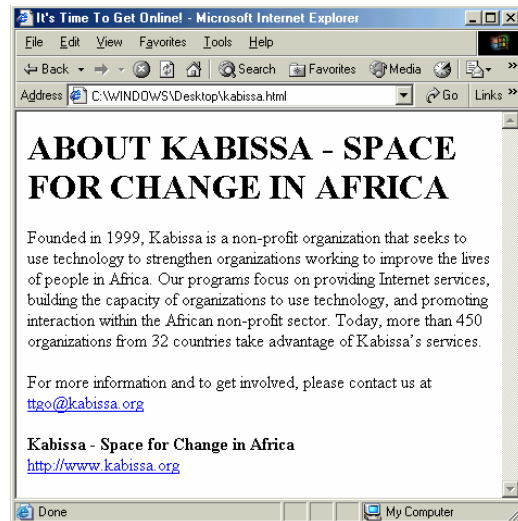 It's Time To Get Online! - Microsoft Internet Explorer
File Edit View Favorites Tools Help
Back Search Favorites Media »
Address C:\WINDOWS\Desktop\kabissa.html Go Links »
ABOUT KABISSA - SPACE
FOR CHANGE IN AFRICA
Founded in 1999, Kabissa is a non-profit organization that seeks to
use technology to strengthen organizations working to improve the lives
of people in Africa. Our programs focus on providing Internet services,
building the capacity of organizations to use technology, and promoting
interaction within the African non-profit sector. Today, more than 450
organizations from 32 countries take advantage of Kabissa's services.
For more information and to get involved, please contact us at
ttgo@kabissa.org
Kabissa - Space for Change in Africa
http://www.kabissa.org
Done My Computer